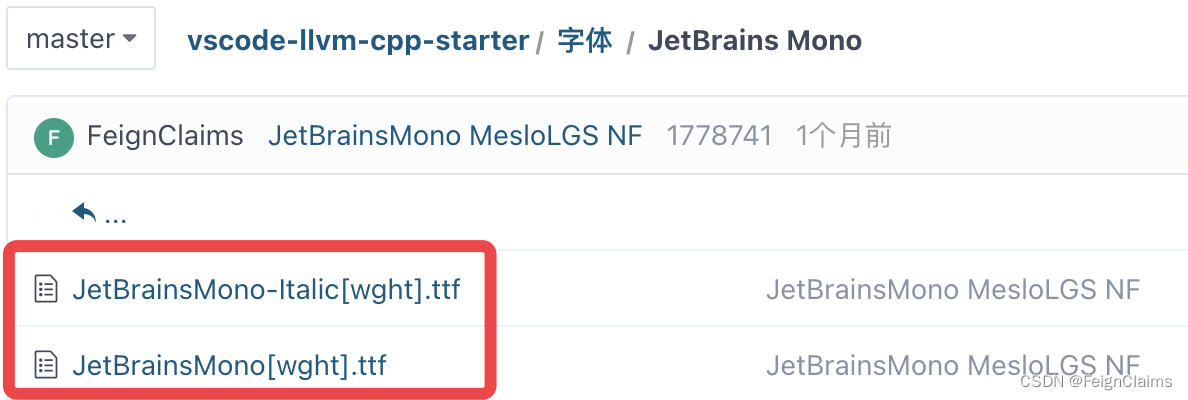 master
vscode-llvm-cpp-starter / 字体 / JetBrains Mono
F FeignClaims JetBrainsMono MesloLGS NF 1778741 1个月前
...
JetBrainsMono-Italic[wght].ttf JetBrainsMono MesloLGS NF
JetBrainsMono[wght].ttf JetBrainsMono MesloLGS NF
CSDN @FeignClaims